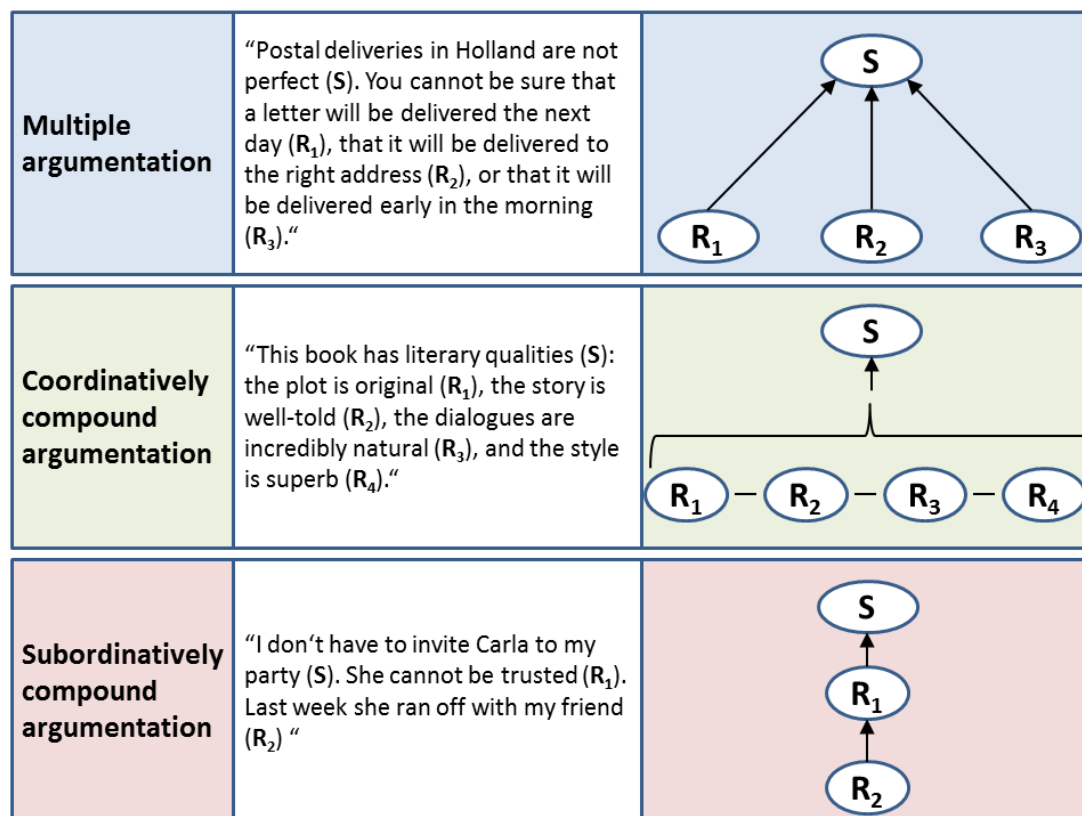 Multiple
argumentation
“Postal deliveries in Holland are not
perfect (S). You cannot be sure that
a letter will be delivered the next
day (R₁), that it will be delivered to
the right address (R₂), or that it will
be delivered early in the morning
(R₃).“
S
R₁ R₂ R₃
Coordinatively
compound
argumentation
“This book has literary qualities (S):
the plot is original (R₁), the story is
well-told (R₂), the dialogues are
incredibly natural (R₃), and the style
is superb (R₄).“
S
R₁ R₂ R₃ R₄
Subordinatively
compound
argumentation
“I don‘t have to invite Carla to my
party (S). She cannot be trusted (R₁).
Last week she ran off with my friend
(R₂) “
S
R₁
R₂